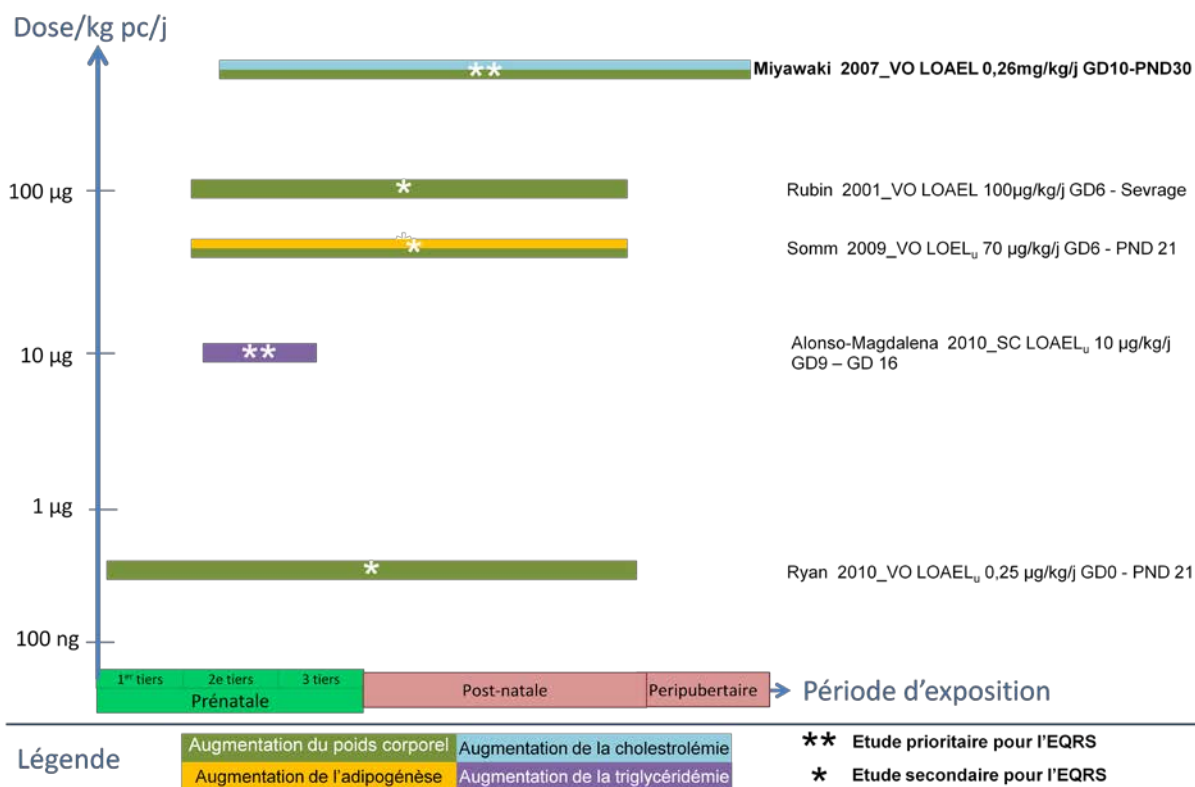 Dose/kg pc/j
**
Miyawaki 2007_VO LOAEL 0,26mg/kg/j GD10-PND30
100 µg
*
Rubin 2001_VO LOAEL 100µg/kg/j GD6 - Sevrage
*
Somm 2009_VO LOELu 70 µg/kg/j GD6 - PND 21
10 µg
**
Alonso-Magdalena 2010_SC LOAELu 10 µg/kg/j
GD9 – GD 16
1 µg
*
Ryan 2010_VO LOAELu 0,25 µg/kg/j GD0 - PND 21
100 ng
1er tiers 2e tiers 3 tiers
Prénatale
Post-natale
Peripubertaire
Période d'exposition
Légende
Augmentation du poids corporel
Augmentation de la cholestrolémie
Augmentation de l'adipogénèse
Augmentation de la triglycéridémie
** Etude prioritaire pour l'EQRS
* Etude secondaire pour l'EQRS